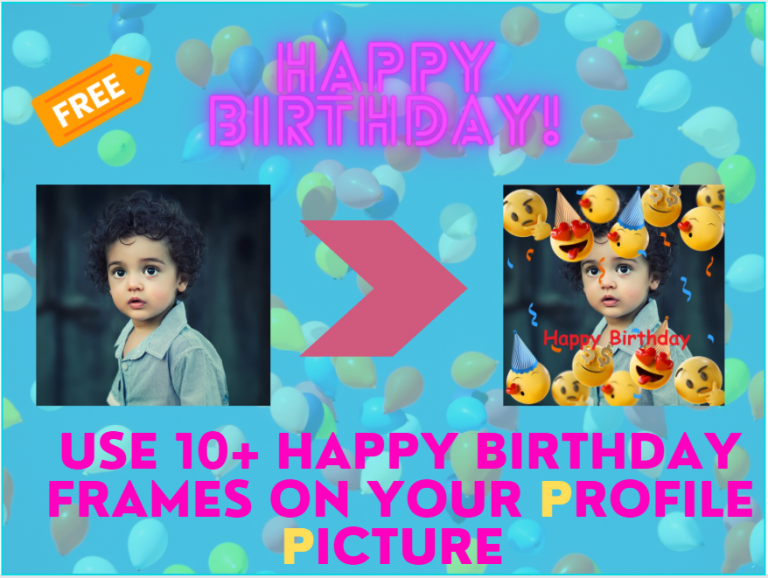 FREE
HAPPY
BIRTHDAY!
Happy Birthday
USE 10+ HAPPY BIRTHDAY
FRAMES ON YOUR PROFILE
PICTURE